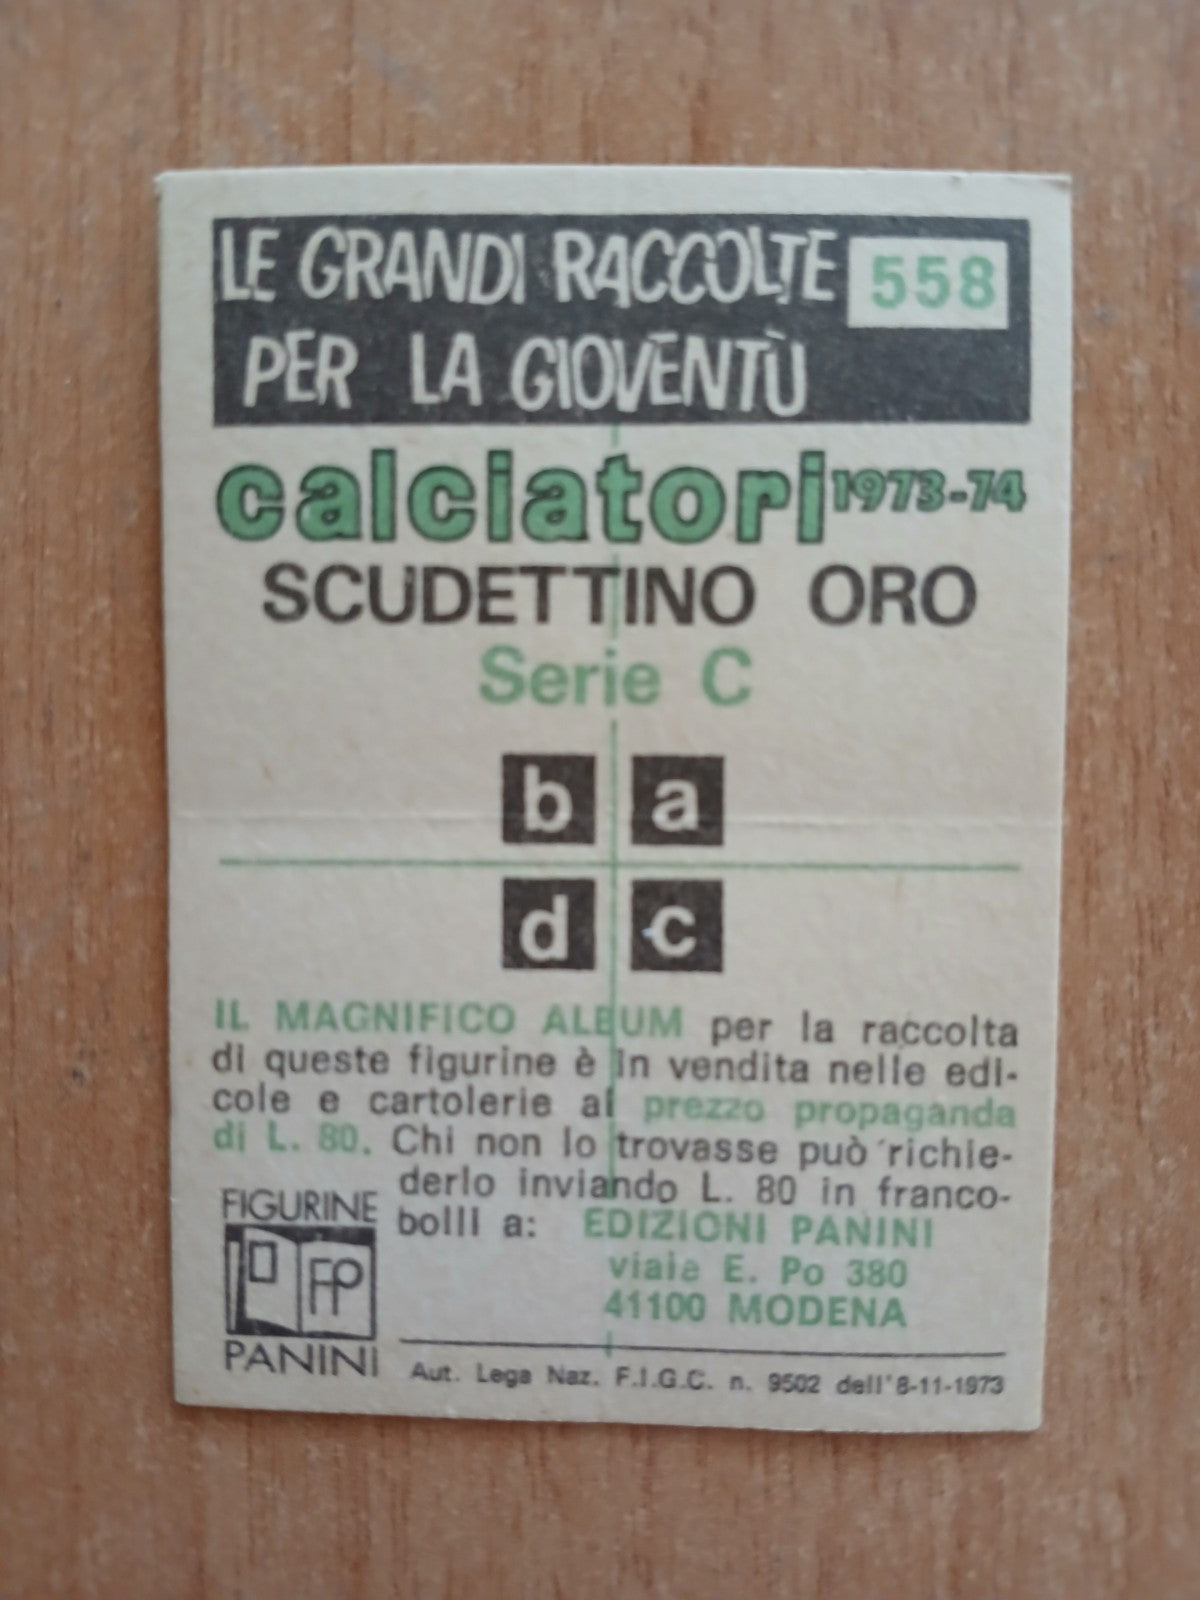 LE GRANDI RACCOLTE 558
PER LA GIOVENTÙ
calciatori 1973-74
SCUDETTINO ORO
Serie C
b a
d c
IL MAGNIFICO ALBUM per la raccolta
di queste figurine è in vendita nelle edi-
cole e cartolerie al prezzo propaganda
di L. 80. Chi non lo trovasse può richie-
derlo inviando L. 80 in franco-
bolli a: EDIZIONI PANINI
viale E. Po 380
41100 MODENA
FIGURINE
FP
PANINI
Aut. Lega Naz. F.I.G.C. n. 9502 dell'8-11-1973